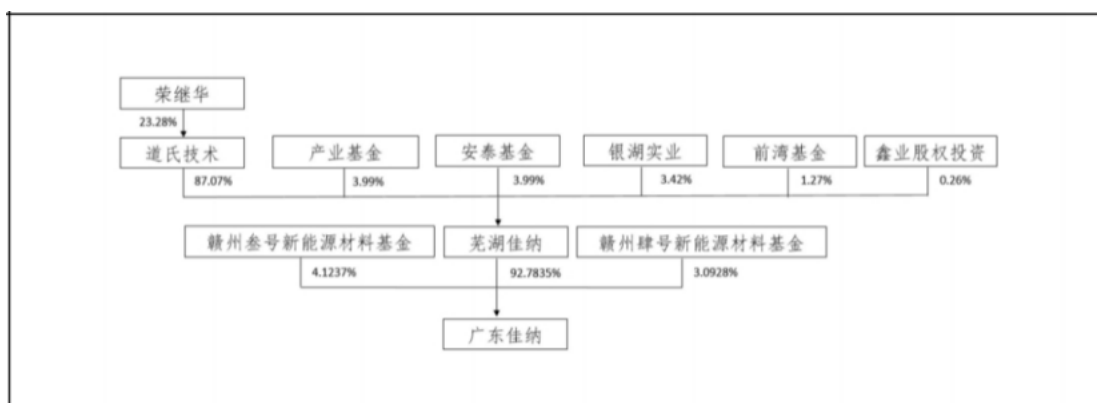 荣继华
23.28%
道氏技术
产业基金
安泰基金
银湖实业
前湾基金
鑫业股权投资
87.07%
3.99%
3.99%
3.42%
1.27%
0.26%
赣州叁号新能源材料基金
芜湖佳纳
赣州肆号新能源材料基金
4.1237%
92.7835%
3.0928%
广东佳纳